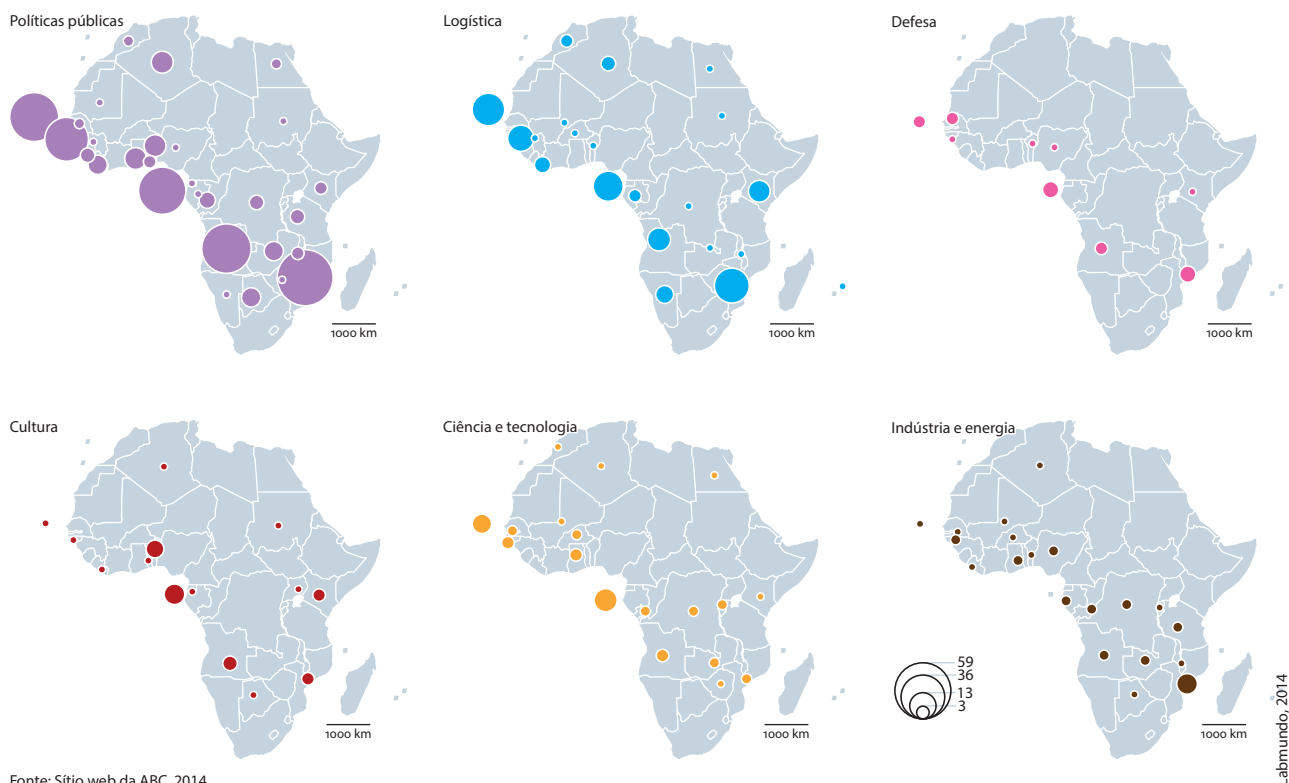 Políticas públicas
Logística
Defesa
1000 km
1000 km
1000 km
Cultura
Ciência e tecnologia
Indústria e energia
59
36
13
3
1000 km
1000 km
1000 km
Fonte: Sítio web da ABC, 2014
Labmundo, 2014